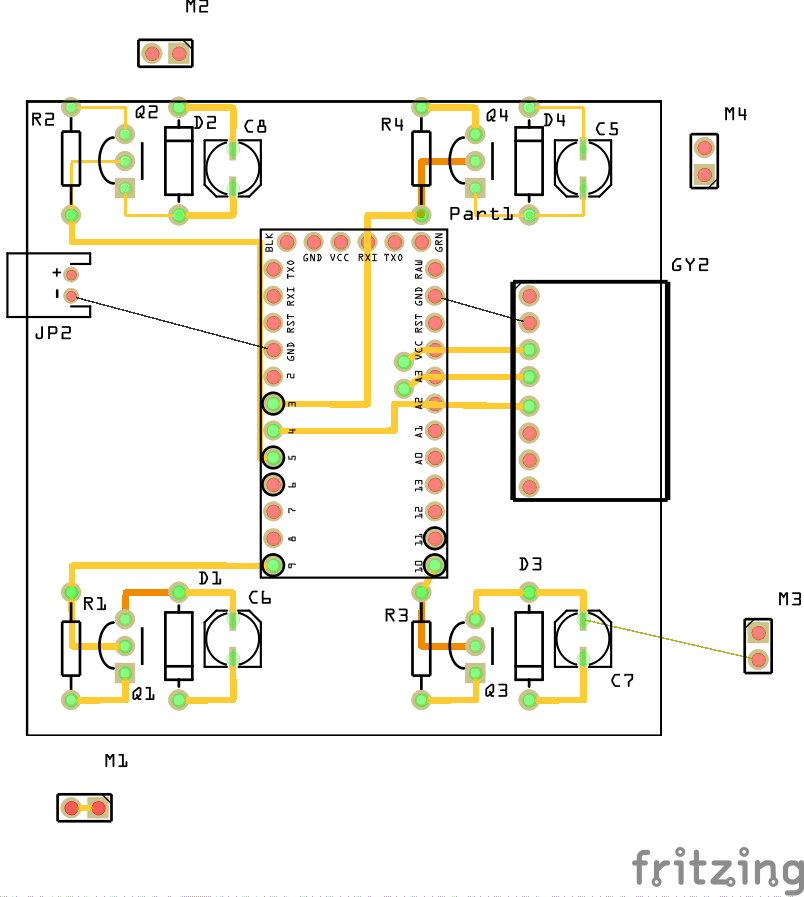 M2
R2
Q2
D2
C8
R4
Q4
D4
C5
M4
Part1
BLK
GND
VCC
RXI
TXO
GRN
TXO
RXI
RST
GND
2
3
4
5
6
7
8
9
RAW
GND
RST
VCC
A3
A2
A1
A0
13
12
11
10
GY2
+
-
JP2
R1
Q1
D1
C6
R3
Q3
D3
C7
M3
M1
fritzing